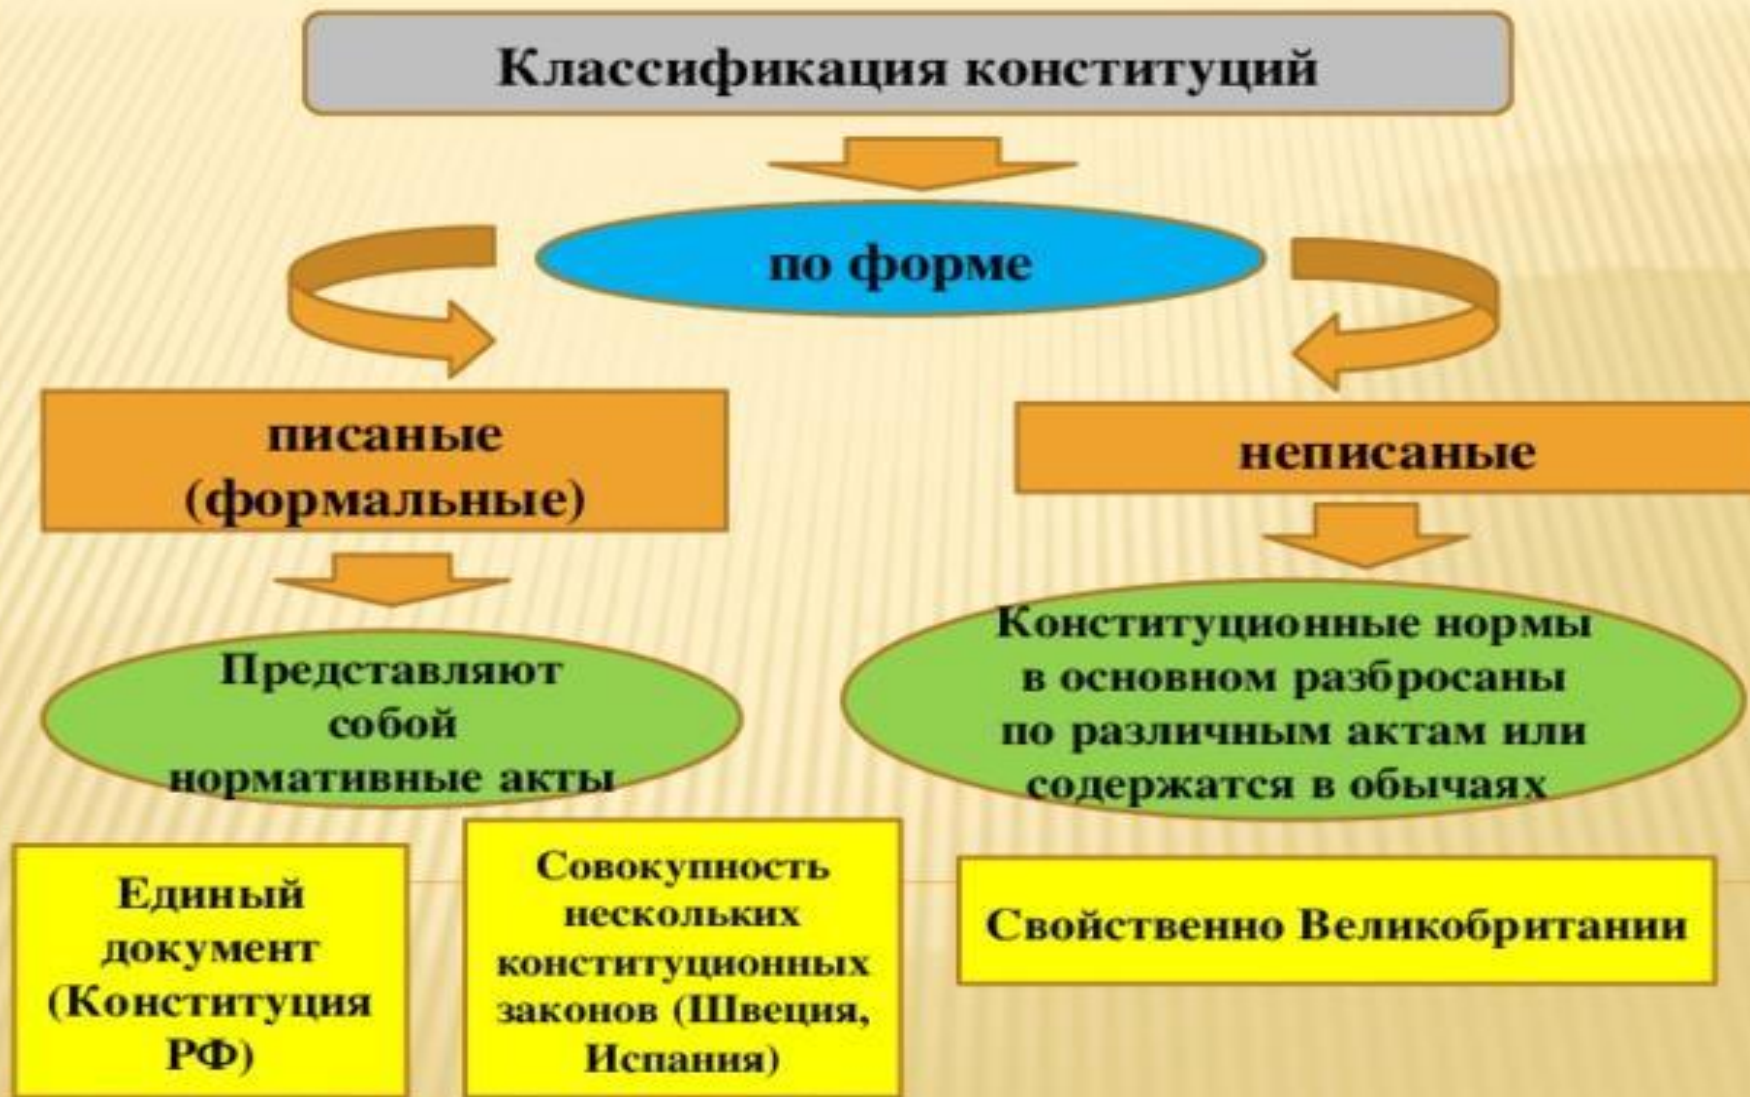 Классификация конституций
по форме
писаные
(формальные)
неписаные
Представляют
собой
нормативные акты
Конституционные нормы
в основном разбросаны
по различным актам или
содержатся в обычаях
Единый
документ
(Конституция
РФ)
Совокупность
нескольких
конституционных
законов (Швеция,
Испания)
Свойственно Великобритании